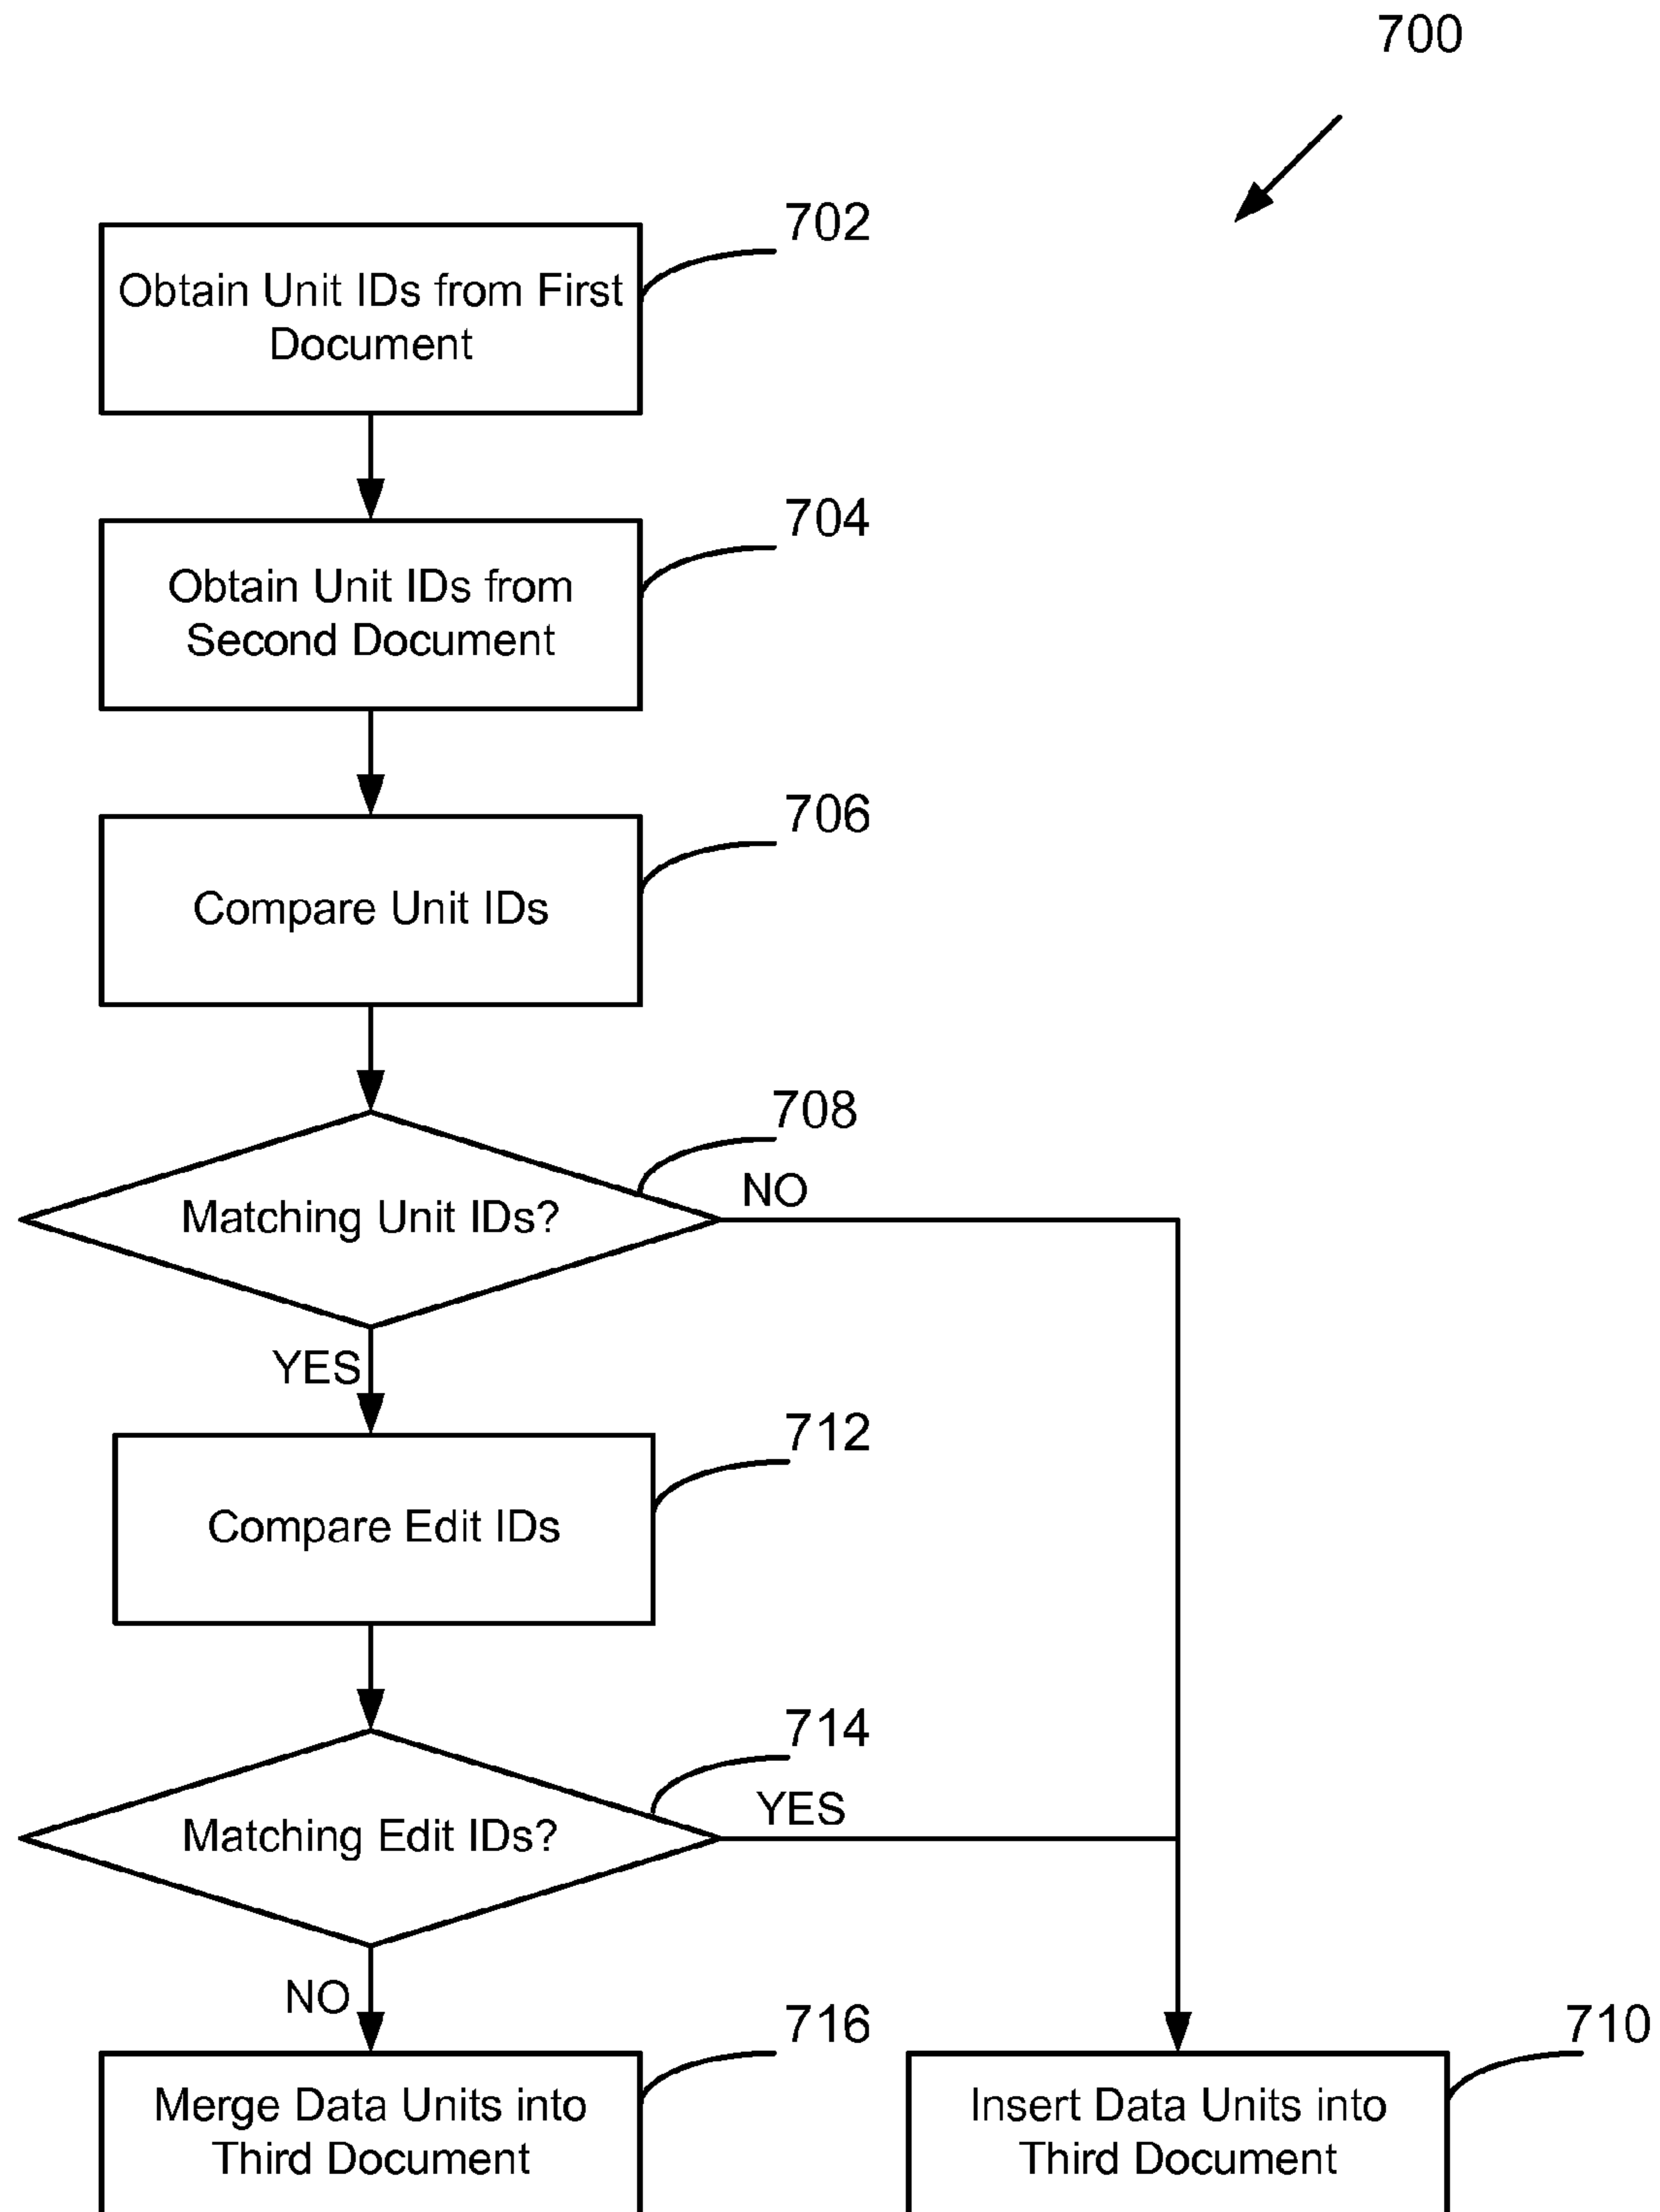 700
702
Obtain Unit IDs from First
Document
704
Obtain Unit IDs from
Second Document
706
Compare Unit IDs
708
Matching Unit IDs?
NO
YES
712
Compare Edit IDs
714
Matching Edit IDs?
YES
NO
716
Merge Data Units into
Third Document
710
Insert Data Units into
Third Document